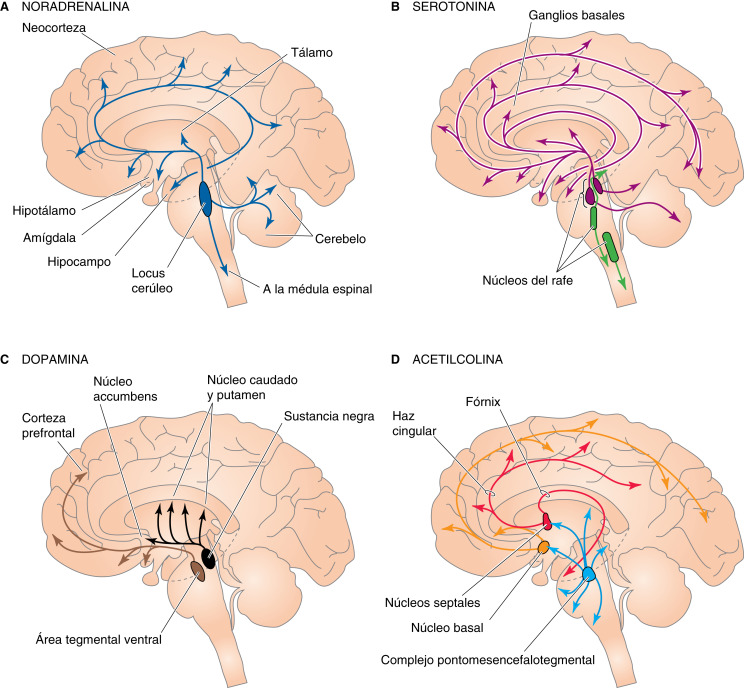 A NORADRENALINA
Neocorteza
Tálamo
Hipotálamo
Amígdala
Hipocampo
Locus
cerúleo
A la médula espinal
Cerebelo
B SEROTONINA
Ganglios basales
Núcleos del rafe
C DOPAMINA
Núcleo
accumbens
Núcleo caudado
y putamen
Corteza
prefrontal
Sustancia negra
Área tegmental ventral
D ACETILCOLINA
Fórnix
Haz
cingular
Núcleos septales
Núcleo basal
Complejo pontomesencefalotegmental